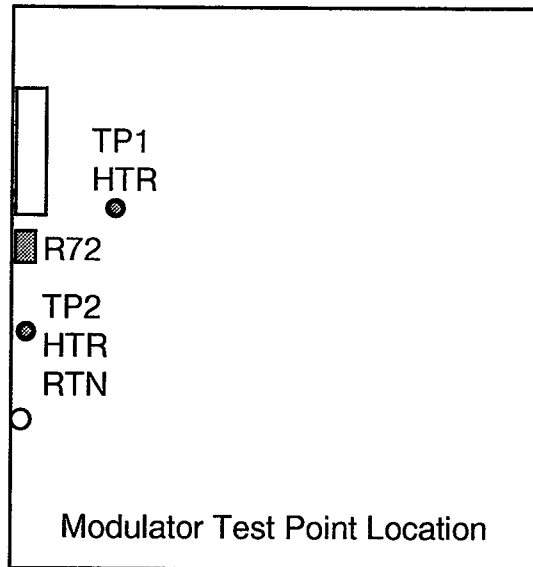 TP1
HTR
R72
TP2
HTR
RTN
Modulator Test Point Location